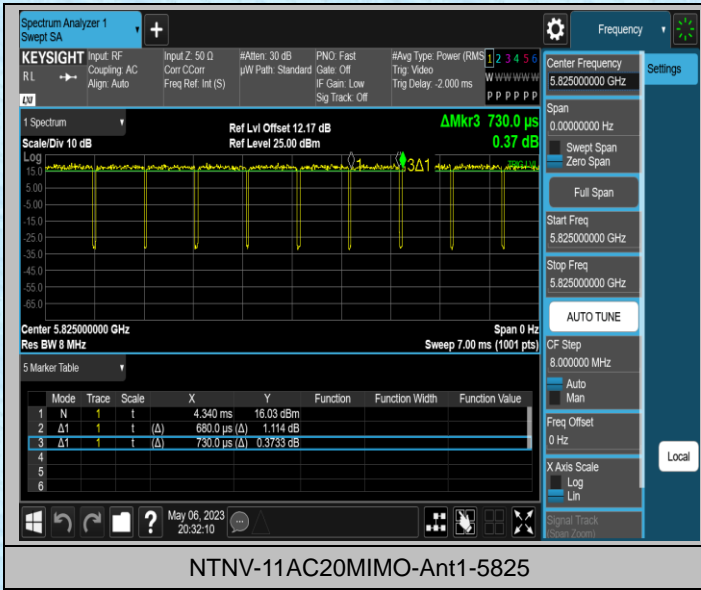 Spectrum Analyzer 1
Swept SA
Frequency
KEYSIGHT
R L
LXI
Input: RF
Coupling: AC
Align: Auto
Input Z: 50 Ω
Corr CCorr
Freq Ref: Int (S)
#Atten: 30 dB
µW Path: Standard
PNO: Fast
Gate: Off
IF Gain: Low
Sig Track: Off
#Avg Type: Power (RMS
Trig: Video
Trig Delay: -2.000 ms
1 2 3 4 5 6
W W W W W W
P P P P P P
1 Spectrum
Scale/Div 10 dB
Ref Lvl Offset 12.17 dB
Ref Level 25.00 dBm
ΔMkr3 730.0 µs
0.37 dB
Log
15.0
5.00
-5.00
-15.0
-25.0
-35.0
-45.0
-55.0
-65.0
1
3Δ1
TRIG LVL
Center 5.825000000 GHz
Res BW 8 MHz
Span 0 Hz
Sweep 7.00 ms (1001 pts)
5 Marker Table
Mode Trace Scale X Y Function Function Width Function Value
1 N 1 t 4.340 ms 16.03 dBm
2 Δ1 1 t (Δ) 680.0 µs (Δ) 1.114 dB
3 Δ1 1 t (Δ) 730.0 µs (Δ) 0.3733 dB
4
5
6
Center Frequency
5.825000000 GHz
Settings
Span
0.00000000 Hz
Swept Span
Zero Span
Full Span
Start Freq
5.825000000 GHz
Stop Freq
5.825000000 GHz
AUTO TUNE
CF Step
8.000000 MHz
Auto
Man
Freq Offset
0 Hz
Local
X Axis Scale
Log
Lin
Signal Track
(Span Zoom)
?
May 06, 2023
20:32:10
NTNV-11AC20MIMO-Ant1-5825